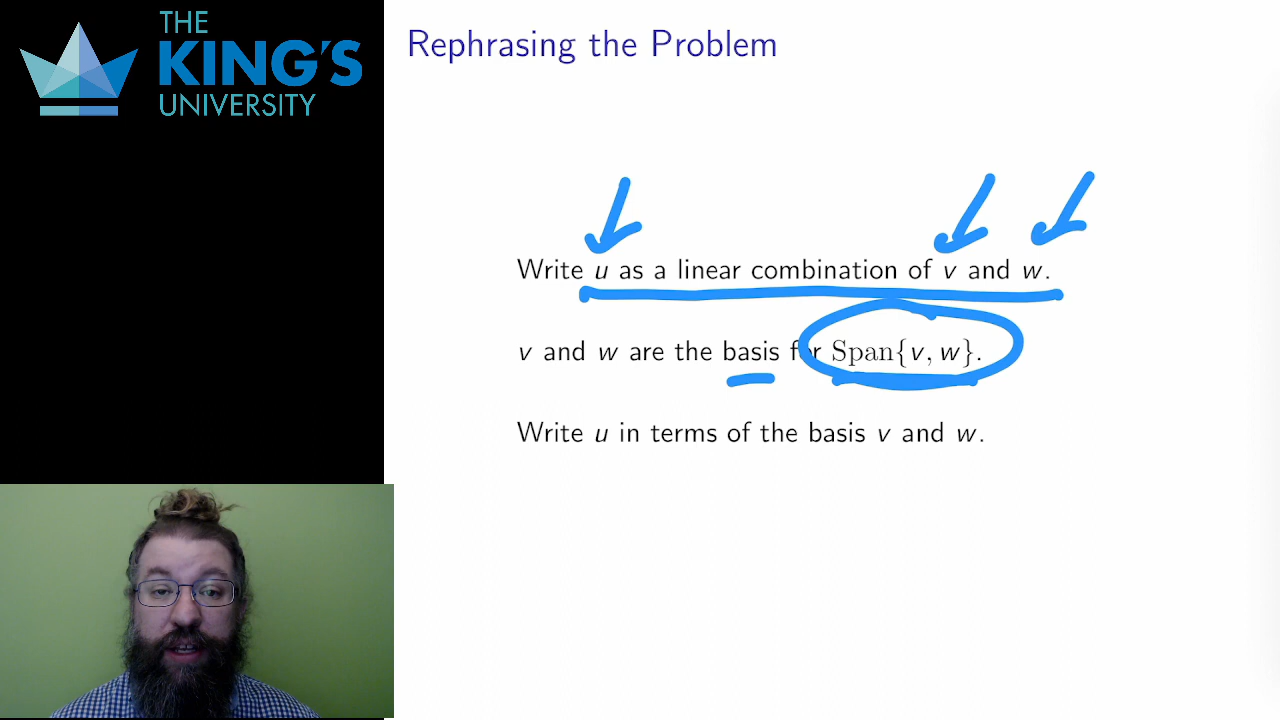 THE
KING'S
UNIVERSITY
Rephrasing the Problem
Write u as a linear combination of v and w.
v and w are the basis for Span{v, w}.
Write u in terms of the basis v and w.